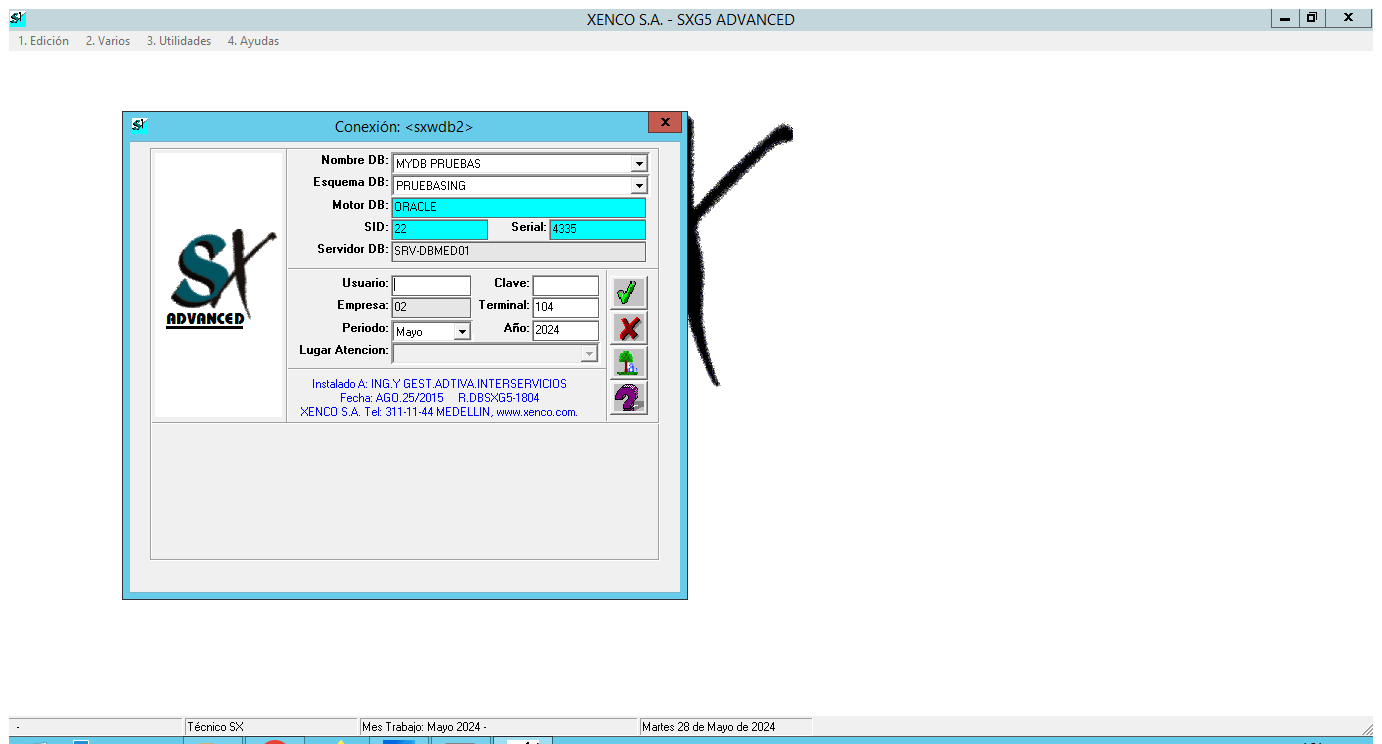 XENCO S.A. - SXG5 ADVANCED
1. Edición 2. Varios 3. Utilidades 4. Ayudas
Conexión: <sxwdb2>
Nombre DB: MYDB PRUEBAS
Esquema DB: PRUEBASING
Motor DB: ORACLE
SID: 22 Serial: 4335
Servidor DB: SRV-DBMED01
SX
ADVANCED
Usuario: Clave:
Empresa: 02 Terminal: 104
Periodo: Mayo Año: 2024
Lugar Atencion:
Instalado A: ING.Y GEST.ADTIVA.INTERSERVICIOS
Fecha: AGO.25/2015 R.DBSXG5-1804
XENCO S.A. Tel: 311-11-44 MEDELLIN, www.xenco.com.
- Técnico SX Mes Trabajo: Mayo 2024 - Martes 28 de Mayo de 2024